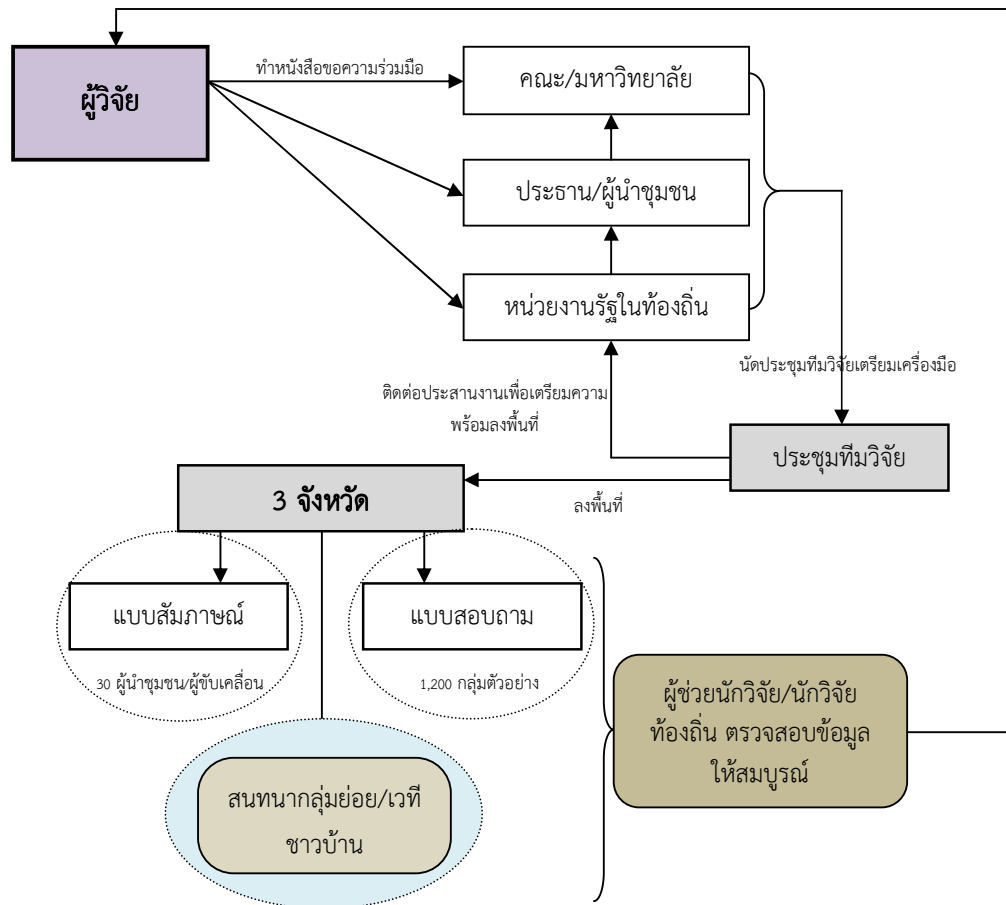 ผู้วิจัย
ทำหนังสือขอความร่วมมือ
คณะ/มหาวิทยาลัย
ประธาน/ผู้นำชุมชน
หน่วยงานรัฐในท้องถิ่น
นัดประชุมทีมวิจัยเตรียมเครื่องมือ
ติดต่อประสานงานเพื่อเตรียมความ
พร้อมลงพื้นที่
ประชุมทีมวิจัย
3 จังหวัด
ลงพื้นที่
แบบสัมภาษณ์
แบบสอบถาม
30 ผู้นำชุมชน/ผู้ขับเคลื่อน
1,200 กลุ่มตัวอย่าง
ผู้ช่วยนักวิจัย/นักวิจัย
ท้องถิ่น ตรวจสอบข้อมูล
ให้สมบูรณ์
สนทนากลุ่มย่อย/เวที
ชาวบ้าน